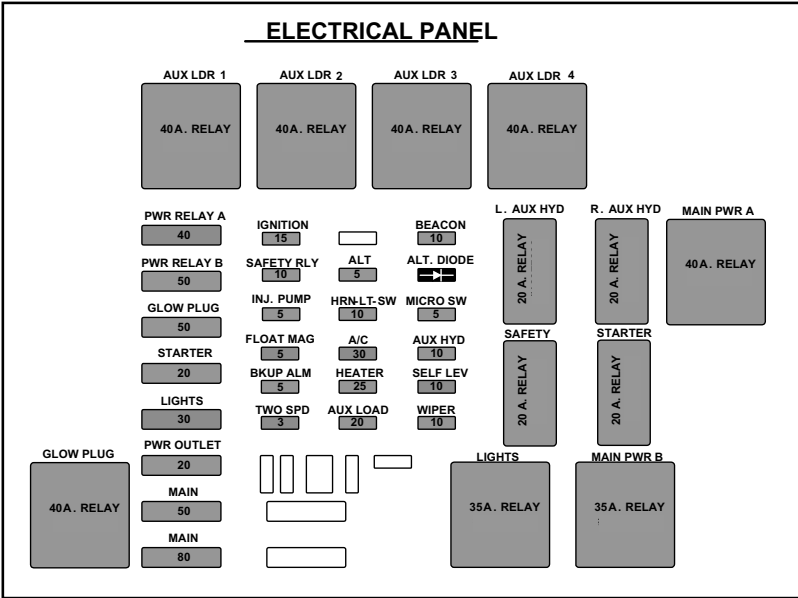 ELECTRICAL PANEL
AUX LDR 1
AUX LDR 2
AUX LDR 3
AUX LDR 4
40A. RELAY
40A. RELAY
40A. RELAY
40A. RELAY
PWR RELAY A
40
PWR RELAY B
50
GLOW PLUG
50
STARTER
20
LIGHTS
30
PWR OUTLET
20
MAIN
50
MAIN
80
GLOW PLUG
40A. RELAY
IGNITION
15
SAFETY RLY
10
INJ. PUMP
5
FLOAT MAG
5
BKUP ALM
5
TWO SPD
3
ALT
5
HRN-LT-SW
10
A/C
30
HEATER
25
AUX LOAD
20
BEACON
10
ALT. DIODE
MICRO SW
5
AUX HYD
10
SELF LEV
10
WIPER
10
L. AUX HYD
20 A. RELAY
R. AUX HYD
20 A. RELAY
MAIN PWR A
40A. RELAY
SAFETY
20 A. RELAY
STARTER
20 A. RELAY
LIGHTS
35A. RELAY
MAIN PWR B
35A. RELAY